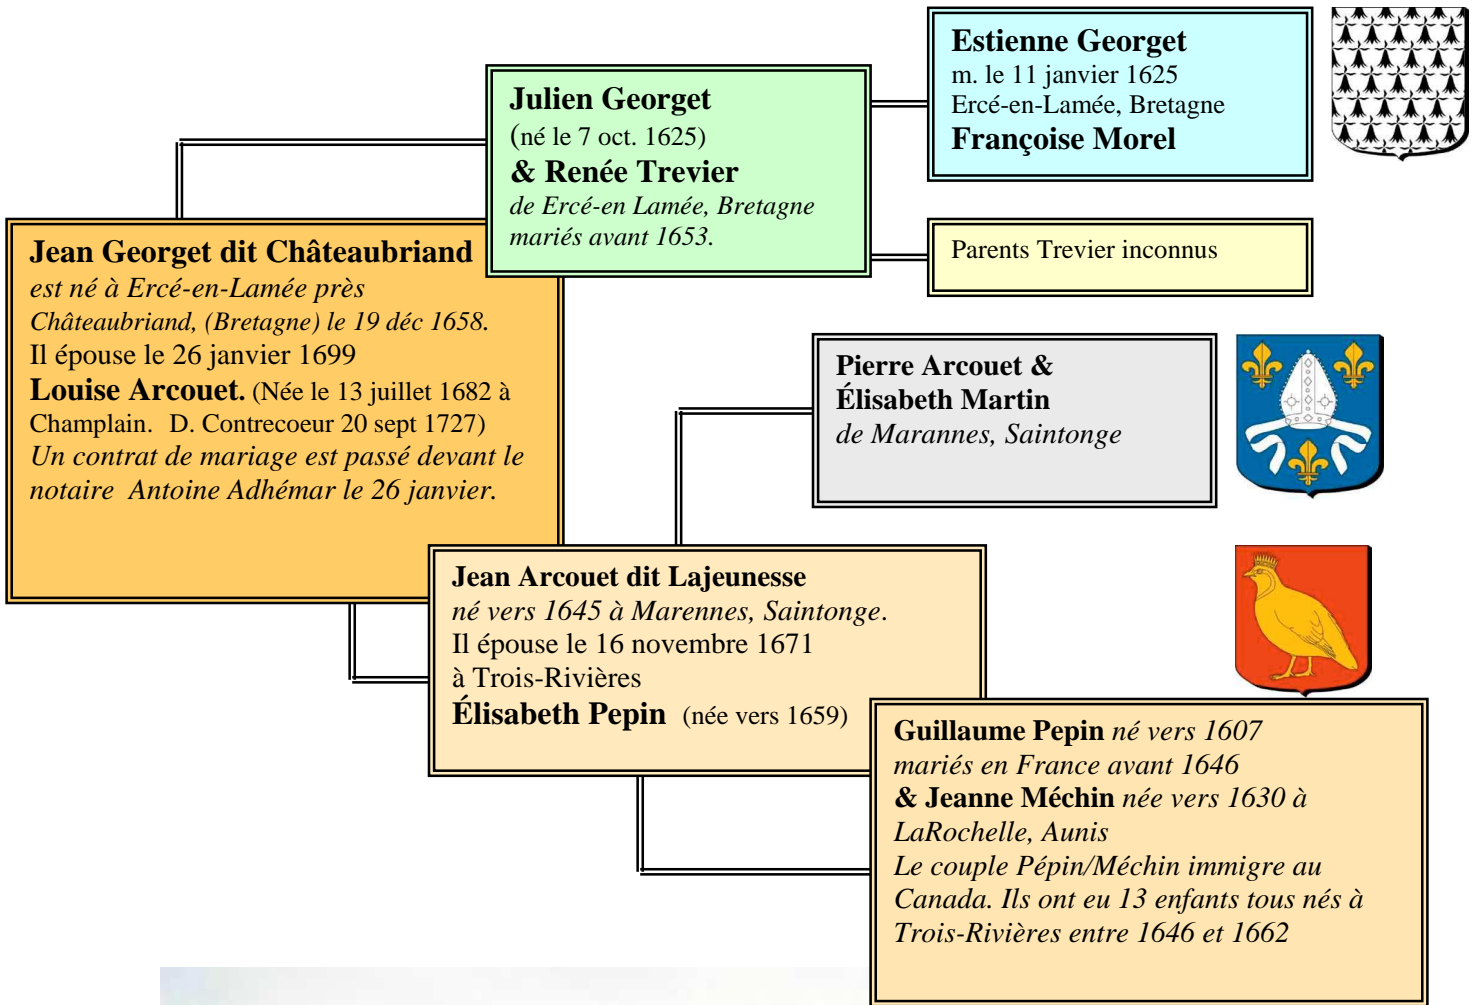 Estienne Georget
m. le 11 janvier 1625
Ercé-en-Lamée, Bretagne
Françoise Morel
Julien Georget
(né le 7 oct. 1625)
& Renée Trevier
de Ercé-en Lamée, Bretagne
mariés avant 1653.
Parents Trevier inconnus
Jean Georget dit Châteaubriand
est né à Ercé-en-Lamée près
Châteaubriand, (Bretagne) le 19 déc 1658.
Il épouse le 26 janvier 1699
Louise Arcouet. (Née le 13 juillet 1682 à
Champlain. D. Contrecoeur 20 sept 1727)
Un contrat de mariage est passé devant le
notaire Antoine Adhémar le 26 janvier.
Pierre Arcouet &
Élisabeth Martin
de Marannes, Saintonge
Jean Arcouet dit Lajeunesse
né vers 1645 à Marennes, Saintonge.
Il épouse le 16 novembre 1671
à Trois-Rivières
Élisabeth Pepin (née vers 1659)
Guillaume Pepin né vers 1607
mariés en France avant 1646
& Jeanne Méchin née vers 1630 à
LaRochelle, Aunis
Le couple Pépin/Méchin immigre au
Canada. Ils ont eu 13 enfants tous nés à
Trois-Rivières entre 1646 et 1662